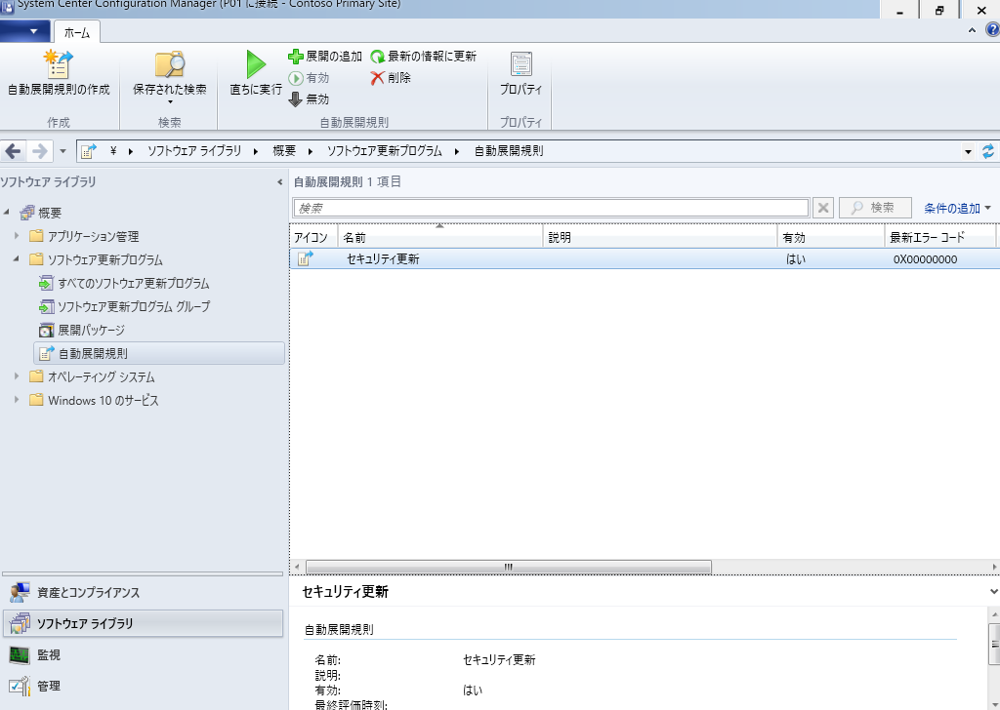 System Center Configuration Manager (P01 に接続 - Contoso Primary Site)
ホーム
自動展開規則の作成
作成
保存された検索
検索
直ちに実行
展開の追加
有効
無効
最新の情報に更新
削除
自動展開規則
プロパティ
プロパティ
¥ ソフトウェア ライブラリ 概要 ソフトウェア更新プログラム 自動展開規則
ソフトウェア ライブラリ
概要
アプリケーション管理
ソフトウェア更新プログラム
すべてのソフトウェア更新プログラム
ソフトウェア更新プログラム グループ
展開パッケージ
自動展開規則
オペレーティング システム
Windows 10 のサービス
資産とコンプライアンス
ソフトウェア ライブラリ
監視
管理
自動展開規則 1 項目
検索 検索 条件の追加
アイコン 名前 説明 有効 最新エラー コード
セキュリティ更新 はい 0X00000000
セキュリティ更新
自動展開規則
名前: セキュリティ更新
説明:
有効: はい
最終評価時刻: